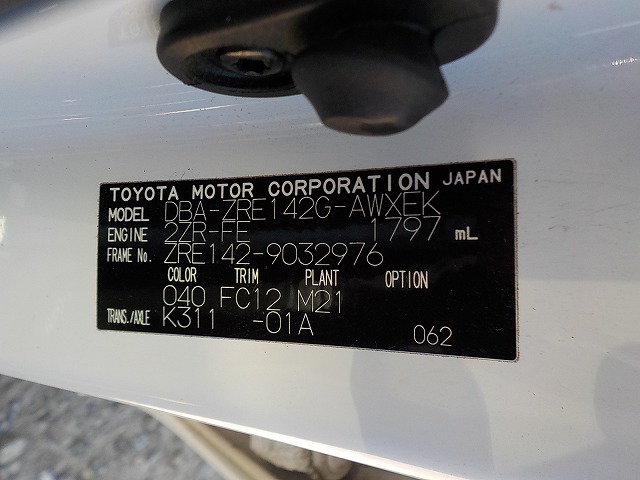 TOYOTA MOTOR CORPORATION JAPAN
MODEL DBA-ZRE142G-AWXEK
ENGINE 2ZR-FE 1797 mL
FRAME No. ZRE142-9032976
COLOR TRIM PLANT OPTION
040 FC12 M21
TRANS./AXLE K311 -01A
062